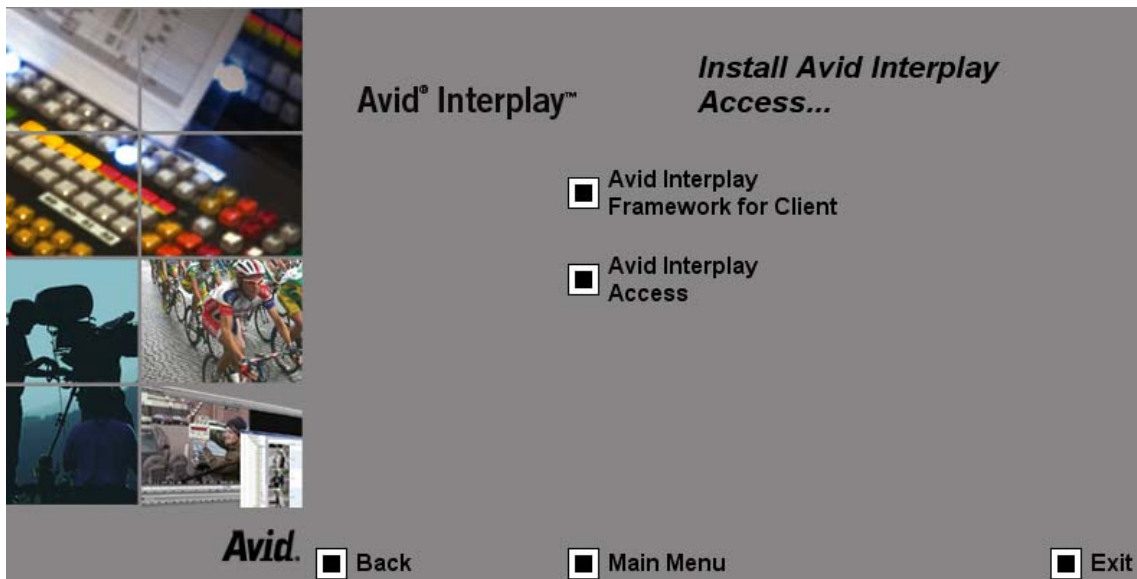 Avid® Interplay™
Install Avid Interplay
Access...
Avid Interplay
Framework for Client
Avid Interplay
Access
Avid.
Back
Main Menu
Exit